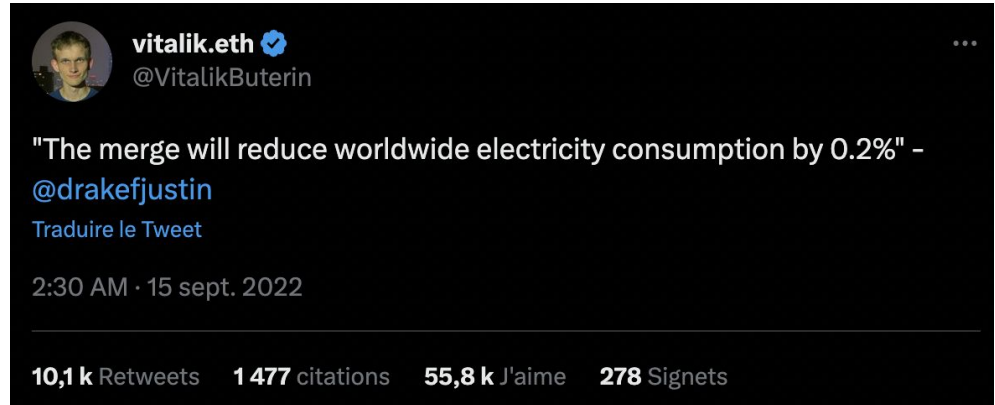 vitalik.eth
@VitalikButerin
"The merge will reduce worldwide electricity consumption by 0.2%" -
@drakefjustin
Traduire le Tweet
2:30 AM · 15 sept. 2022
10,1 k Retweets 1 477 citations 55,8 k J'aime 278 Signets